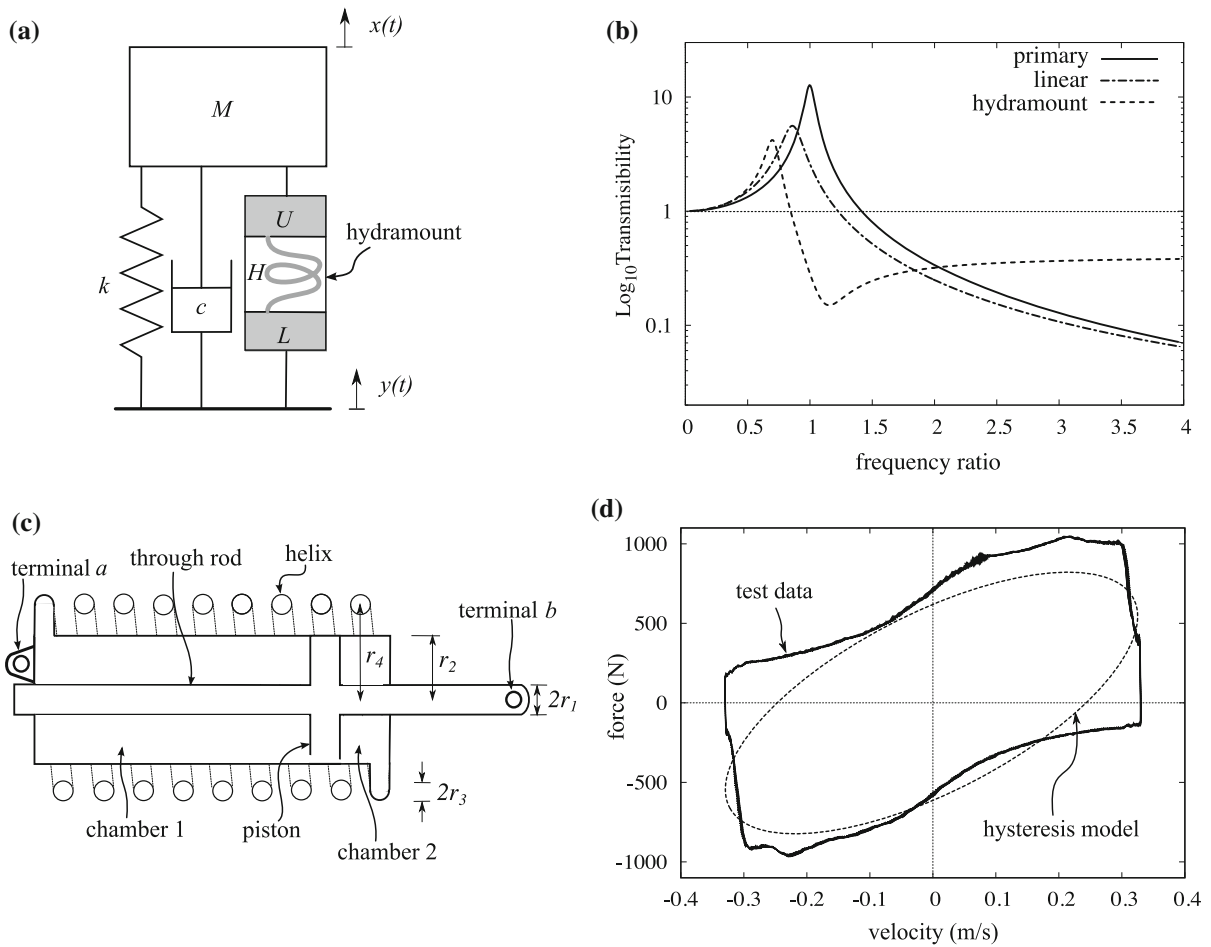 (a)
x(t)
M
U
hydramount
H
k
c
L
y(t)
(b)
primary
linear
hydramount
10
1
0.1
Log10Transmisibility
0 0.5 1 1.5 2 2.5 3 3.5 4
frequency ratio
(c)
helix
through rod
terminal a
terminal b
r4
r2
2r1
2r3
chamber 1
piston
chamber 2
(d)
1000
500
0
-500
-1000
force (N)
test data
hysteresis model
-0.4 -0.3 -0.2 -0.1 0 0.1 0.2 0.3 0.4
velocity (m/s)